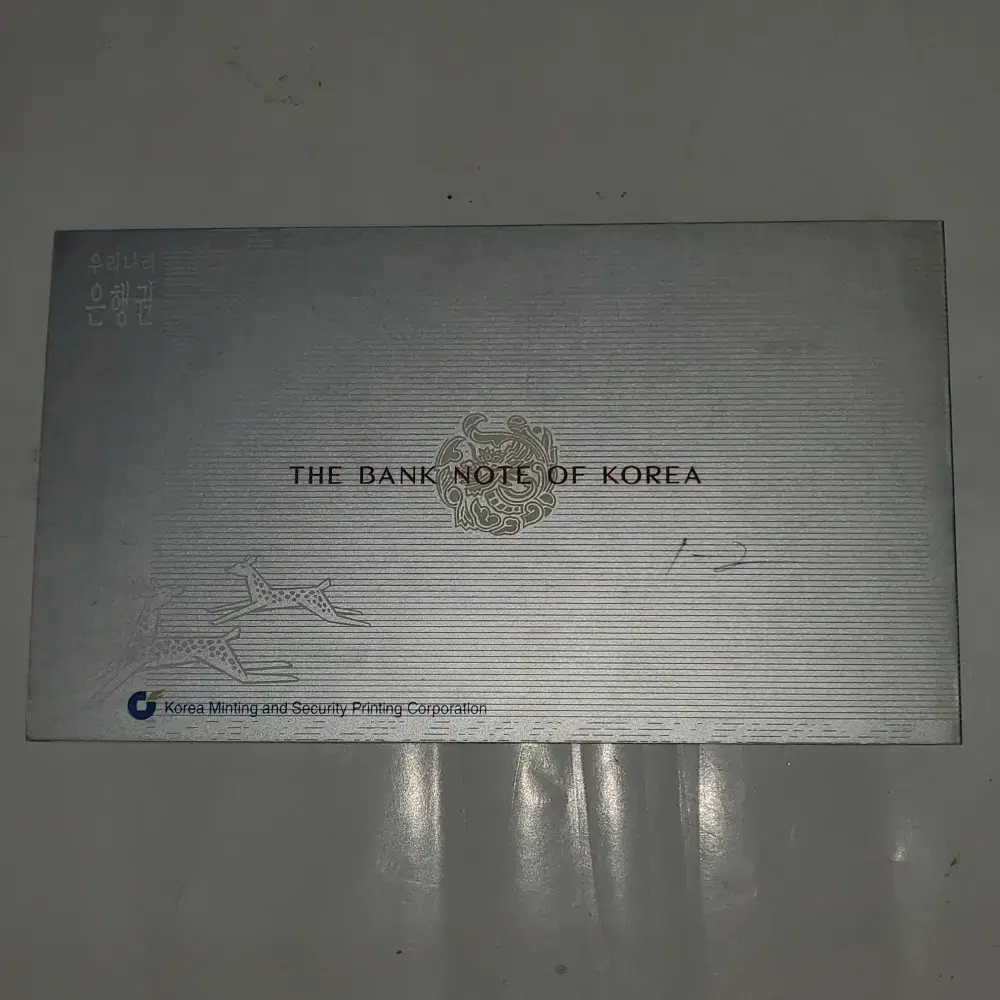 우리나라
은행권
THE BANK NOTE OF KOREA
1-2
Korea Minting and Security Printing Corporation